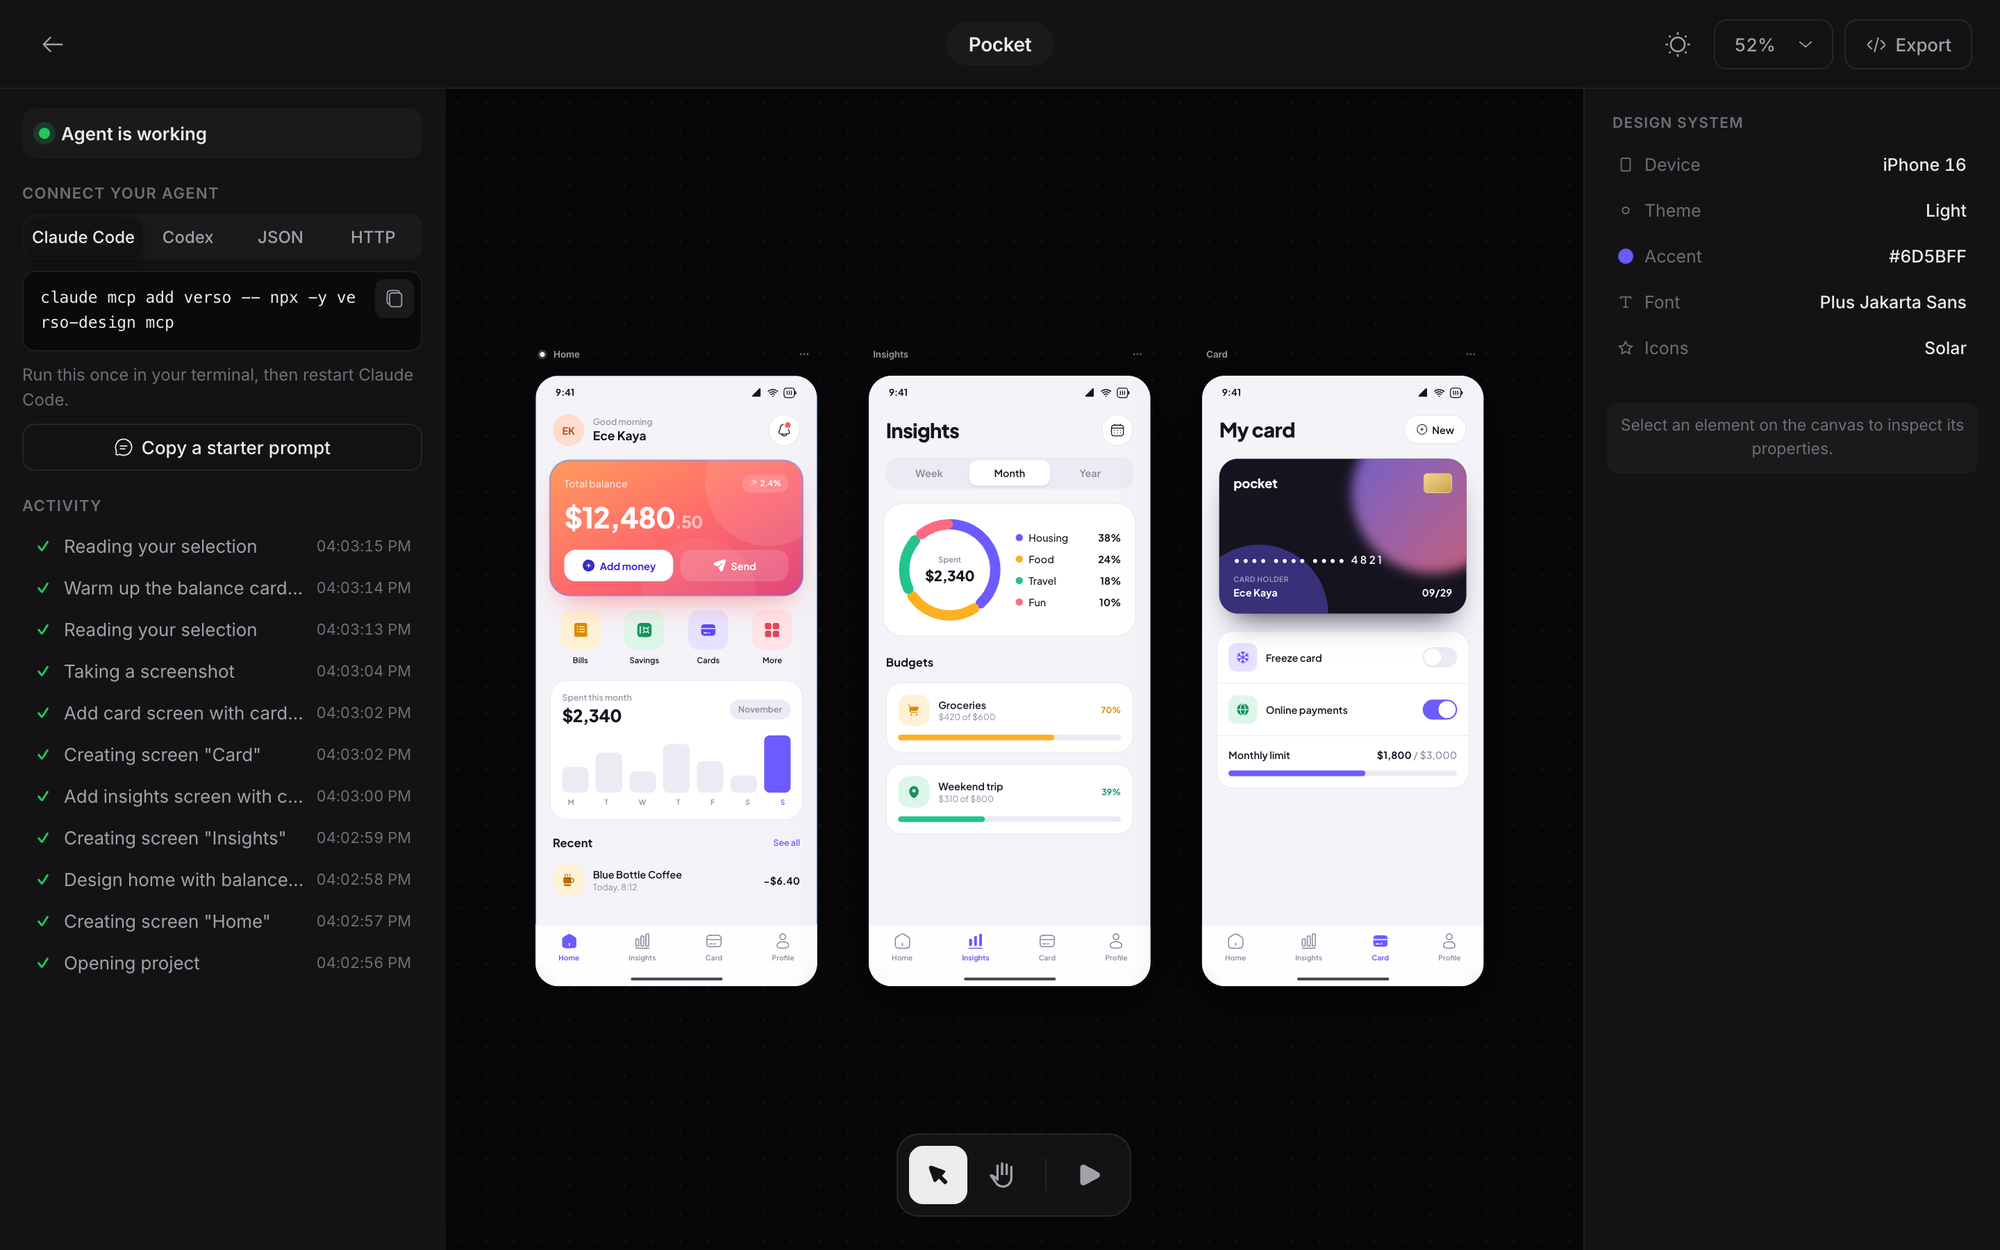 Pocket
52%
Export
Agent is working
CONNECT YOUR AGENT
Claude Code
Codex
JSON
HTTP
claude mcp add verso -- npx -y ve
rso-design mcp
Run this once in your terminal, then restart Claude
Code.
Copy a starter prompt
ACTIVITY
Reading your selection 04:03:15 PM
Warm up the balance card... 04:03:14 PM
Reading your selection 04:03:13 PM
Taking a screenshot 04:03:04 PM
Add card screen with card... 04:03:02 PM
Creating screen "Card" 04:03:02 PM
Add insights screen with c... 04:03:00 PM
Creating screen "Insights" 04:02:59 PM
Design home with balance... 04:02:58 PM
Creating screen "Home" 04:02:57 PM
Opening project 04:02:56 PM
Home
9:41
EK
Good morning
Ece Kaya
Total balance
2.4%
$12,480.50
Add money
Send
Bills
Savings
Cards
More
Spent this month
$2,340
November
M T W T F S S
Recent
See all
Blue Bottle Coffee
Today, 8:12
-$6.40
Home
Insights
Card
Profile
Insights
9:41
Insights
Week
Month
Year
Spent
$2,340
Housing 38%
Food 24%
Travel 18%
Fun 10%
Budgets
Groceries
$420 of $600
70%
Weekend trip
$310 of $800
39%
Home
Insights
Card
Profile
Card
9:41
My card
New
pocket
•••• •••• •••• 4821
CARD HOLDER
Ece Kaya
09/29
Freeze card
Online payments
Monthly limit
$1,800 / $3,000
Home
Insights
Card
Profile
DESIGN SYSTEM
Device iPhone 16
Theme Light
Accent #6D5BFF
Font Plus Jakarta Sans
Icons Solar
Select an element on the canvas to inspect its
properties.